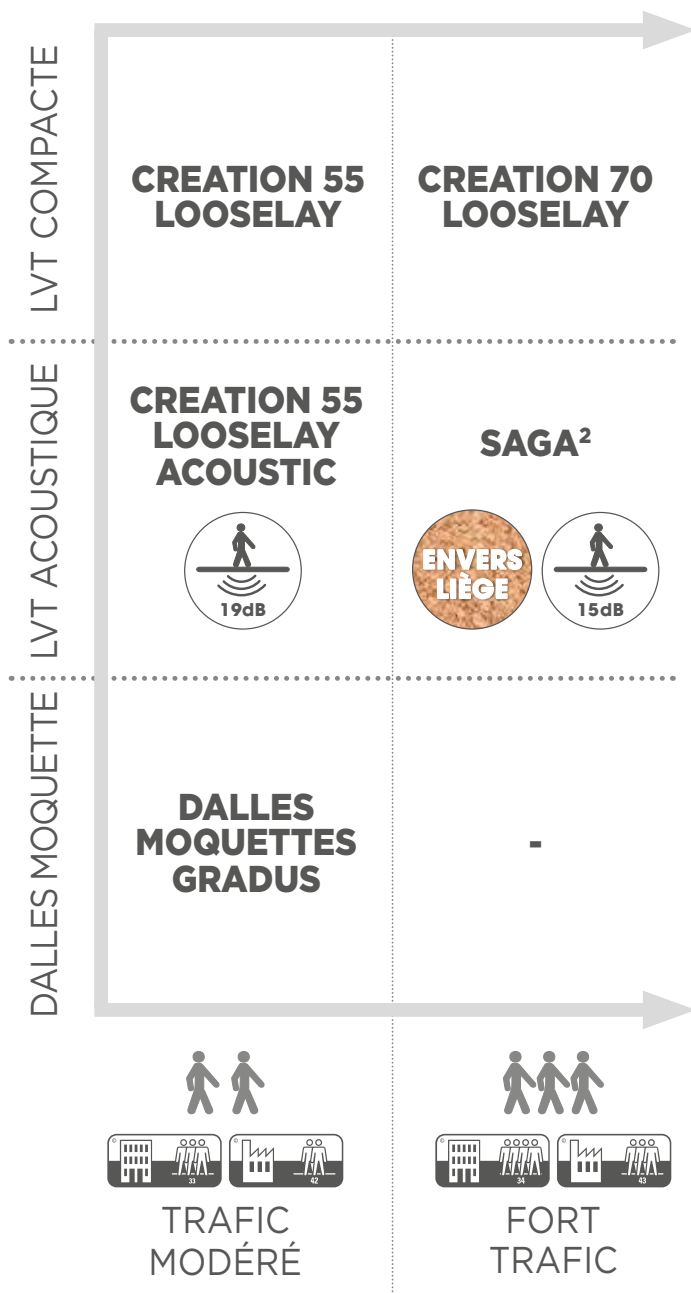 LVT COMPACTE
CREATION 55
LOOSELAY
CREATION 70
LOOSELAY
LVT ACOUSTIQUE
CREATION 55
LOOSELAY
ACOUSTIC
19dB
SAGA²
ENVERS
LIÈGE
15dB
DALLES MOQUETTE
DALLES
MOQUETTES
GRADUS
-
©
33
©
42
TRAFIC
MODÉRÉ
©
34
©
43
FORT
TRAFIC